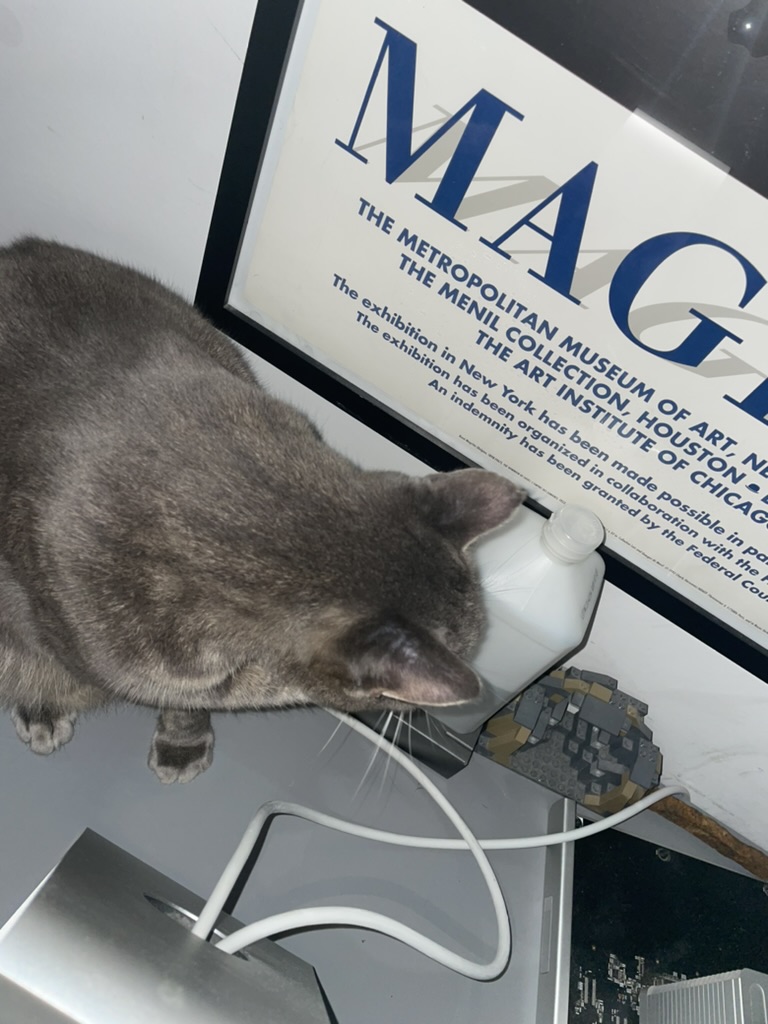 MAG
THE METROPOLITAN MUSEUM OF ART,
THE MENIL COLLECTION, HOUSTON •
THE ART INSTITUTE OF CHICAG
The exhibition in New York has been made possible in pa
The exhibition has been organized in collaboration with the
An indemnity has been granted by the Federal Cou